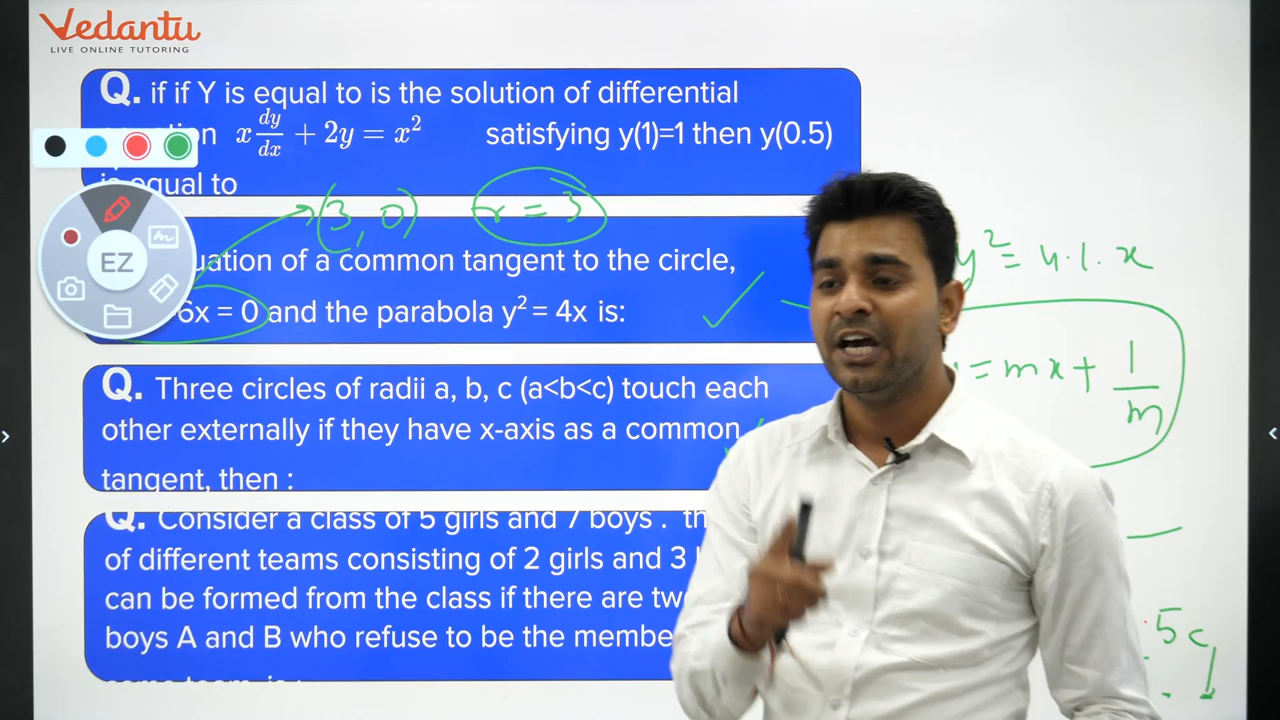 Vedantu
LIVE ONLINE TUTORING
Q. if if Y is equal to is the solution of differential
x dy/dx + 2y = x² satisfying y(1)=1 then y(0.5)
is equal to
(3, 0) r = 3
y² = 4.1.x
of a common tangent to the circle,
6x = 0 and the parabola y² = 4x is:
EZ
= mx + 1/m
Q. Three circles of radii a, b, c (a<b<c) touch each
other externally if they have x-axis as a common
tangent, then :
Q. Consider a class of 5 girls and 7 boys .
of different teams consisting of 2 girls and 3
can be formed from the class if there are
boys A and B who refuse to be the
5c